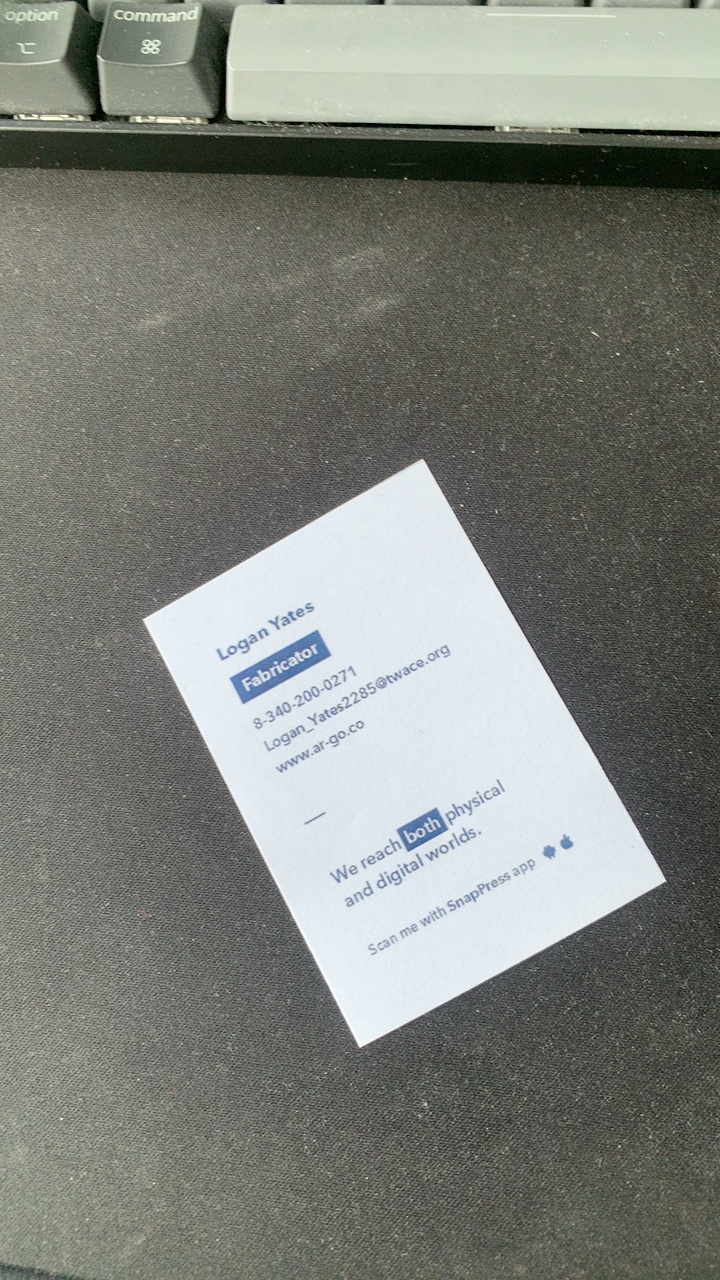 option
command
⌥
⌘
Logan Yates
Fabricator
8-340-200-0271
Logan_Yates2285@twace.org
www.ar-go.co
We reach both physical
and digital worlds.
Scan me with SnapPress app